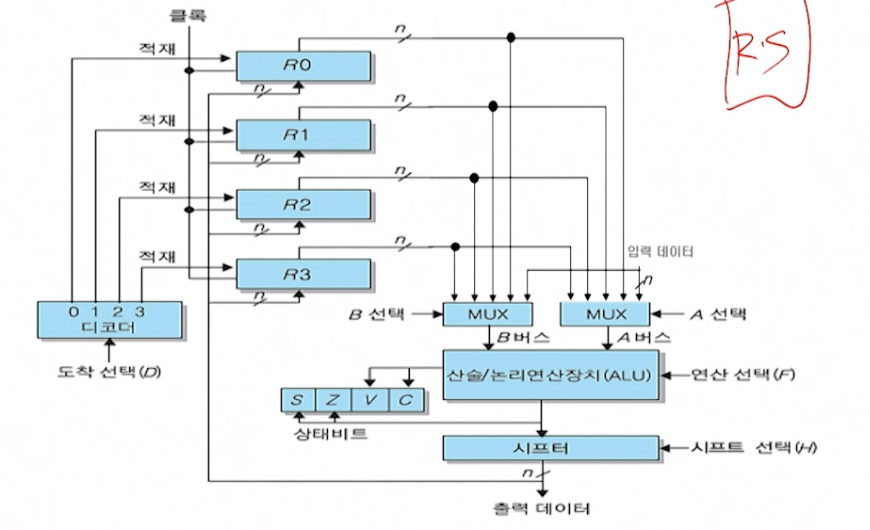 클록
적재
n
R0
n
R·S
적재
n
R1
n
적재
n
R2
n
적재
n
R3
n
입력 데이터
n
0 1 2 3
디코더
도착 선택(D)
B 선택
MUX
MUX
A 선택
B버스
A버스
산술/논리연산장치(ALU)
연산 선택(F)
S Z V C
상태비트
시프터
시프트 선택(H)
n
출력 데이터